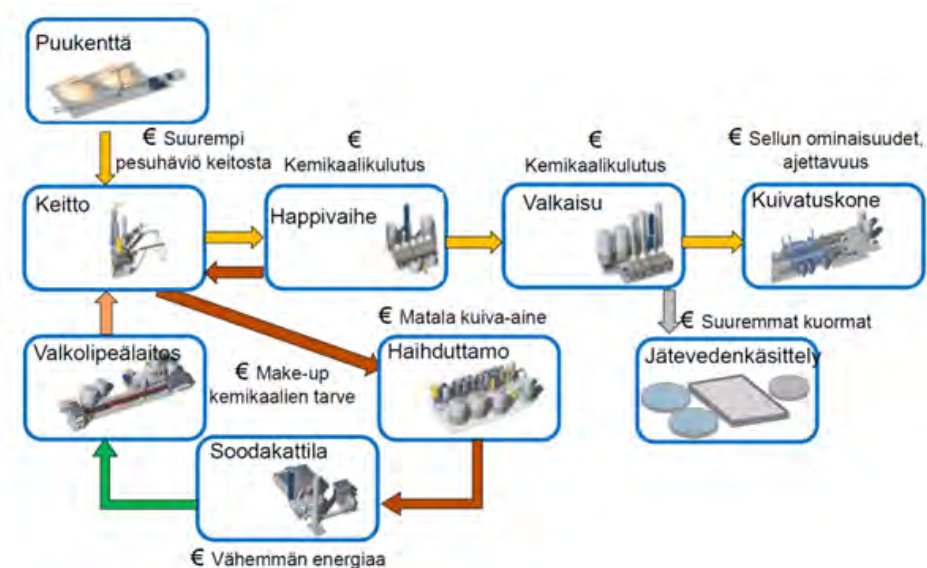 Puukenttä
€ Suurempi
pesuhäviö keitosta
€
Kemikaalikulutus
€
Kemikaalikulutus
€ Sellun ominaisuudet,
ajettavuus
Keitto
Happivaihe
Valkaisu
Kuivatuskone
€ Matala kuiva-aine
€ Suuremmat kuormat
Valkolipeälaitos
€ Make-up
kemikaalien tarve
Haihduttamo
Jätevedenkäsittely
Soodakattila
€ Vähemmän energiaa